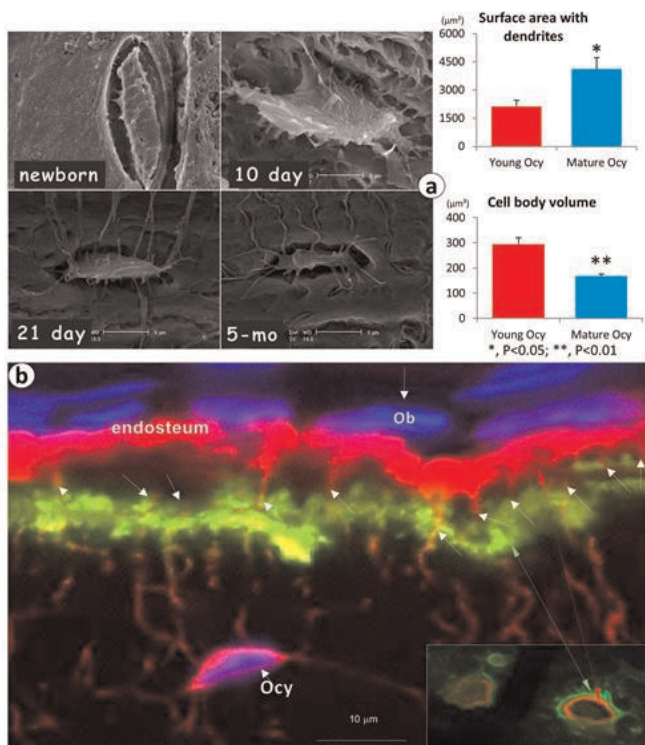 newborn
10 day
21 day
5-mo
a
Surface area with
dendrites
(µm³)
6000
4500
3000
1500
0
*
Young Ocy Mature Ocy
Cell body volume
(µm³)
400
300
200
100
0
**
Young Ocy Mature Ocy
*, P<0.05; **, P<0.01
b
Ob
endosteum
Ocy
10 µm